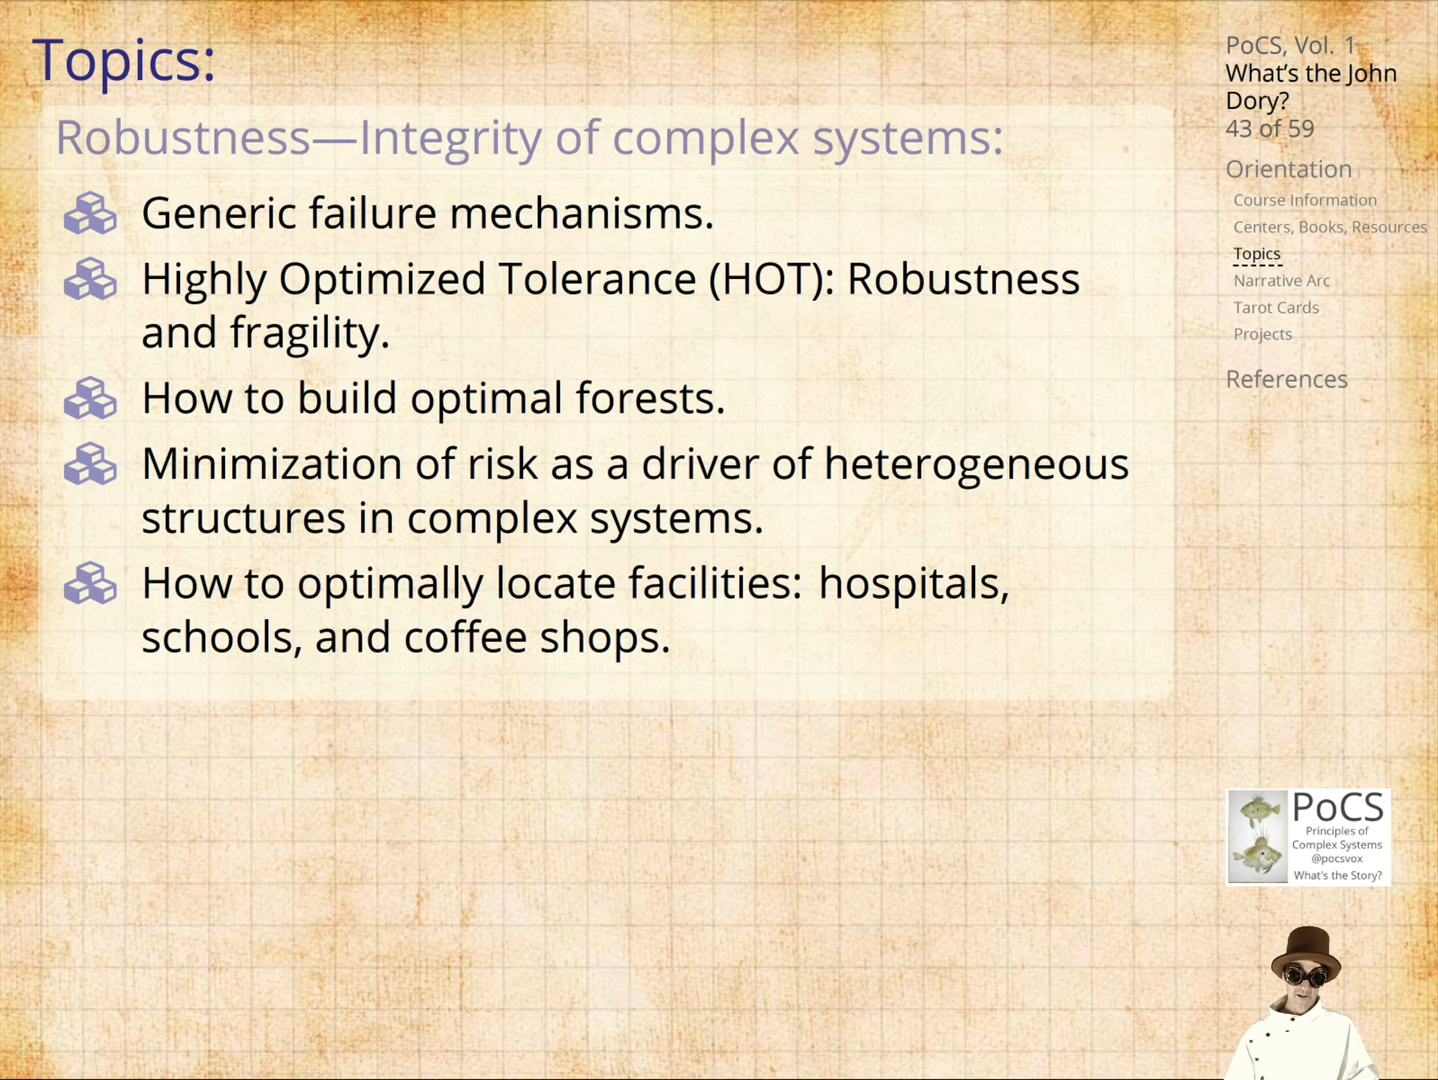 Topics:
Robustness—Integrity of complex systems:
Generic failure mechanisms.
Highly Optimized Tolerance (HOT): Robustness
and fragility.
How to build optimal forests.
Minimization of risk as a driver of heterogeneous
structures in complex systems.
How to optimally locate facilities: hospitals,
schools, and coffee shops.
PoCS, Vol. 1
What's the John
Dory?
43 of 59
Orientation
Course Information
Centers, Books, Resources
Topics
Narrative Arc
Tarot Cards
Projects
References
PoCS
Principles of
Complex Systems
@pocsvox
What's the Story?